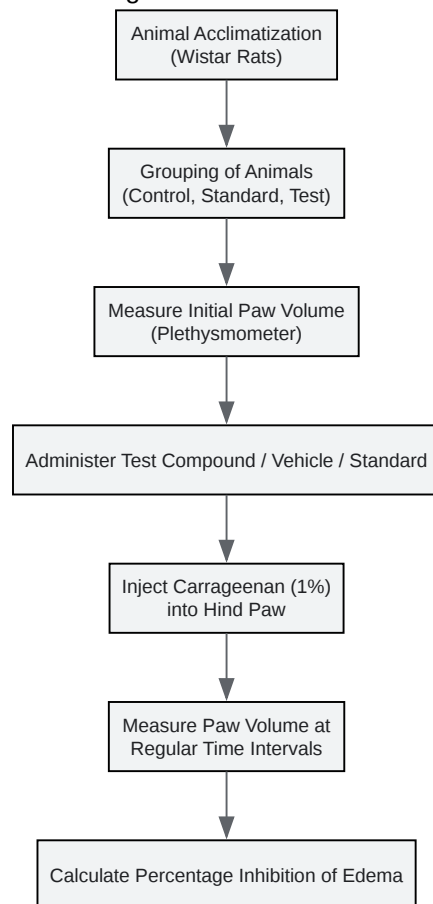 Animal Acclimatization
(Wistar Rats)
Grouping of Animals
(Control, Standard, Test)
Measure Initial Paw Volume
(Plethysmometer)
Administer Test Compound / Vehicle / Standard
Inject Carrageenan (1%)
into Hind Paw
Measure Paw Volume at
Regular Time Intervals
Calculate Percentage Inhibition of Edema